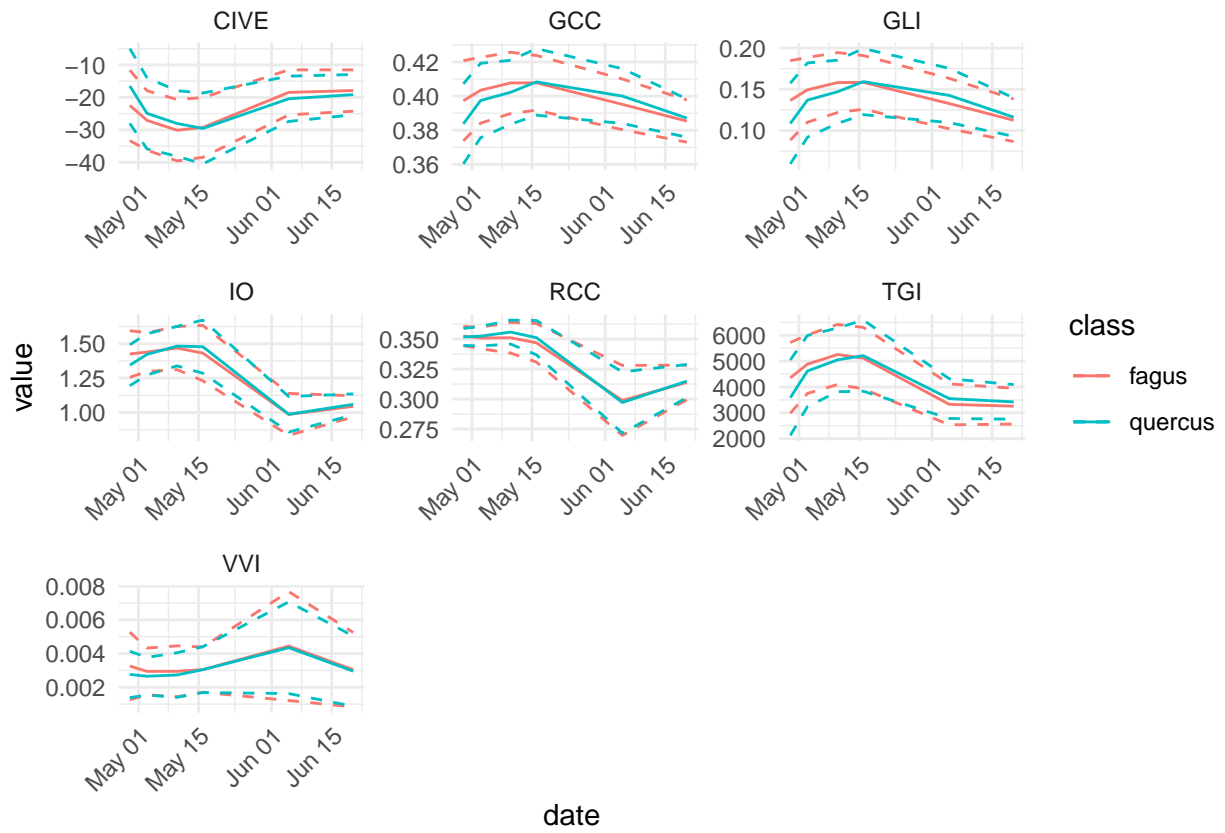 CIVE GCC GLI
−10
−20
−30
−40
0.42
0.40
0.38
0.36
0.20
0.15
0.10
May 01 May 15 Jun 01 Jun 15
May 01 May 15 Jun 01 Jun 15
May 01 May 15 Jun 01 Jun 15
IO RCC TGI
1.50
1.25
1.00
0.350
0.325
0.300
0.275
6000
5000
4000
3000
2000
May 01 May 15 Jun 01 Jun 15
May 01 May 15 Jun 01 Jun 15
May 01 May 15 Jun 01 Jun 15
VVI
0.008
0.006
0.004
0.002
May 01 May 15 Jun 01 Jun 15
value
date
class
fagus
quercus